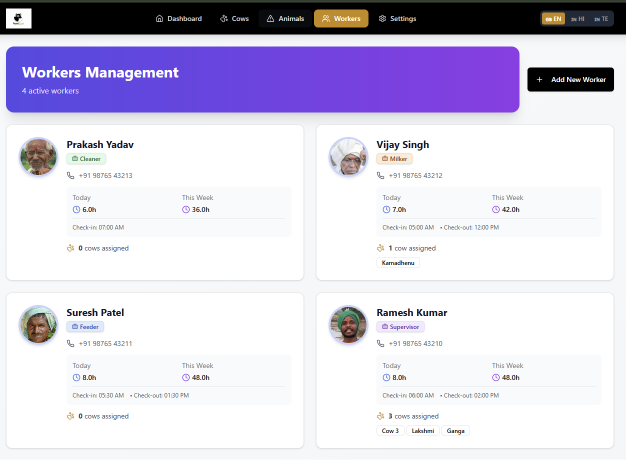 Dashboard Cows Animals Workers Settings
EN HI TE
Workers Management
4 active workers
Add New Worker
Prakash Yadav
Cleaner
+91 98765 43213
Today This Week
6.0h 36.0h
Check-in: 07:00 AM
0 cows assigned
Vijay Singh
Milker
+91 98765 43212
Today This Week
7.0h 42.0h
Check-in: 05:00 AM • Check-out: 12:00 PM
1 cow assigned
Kamadhenu
Suresh Patel
Feeder
+91 98765 43211
Today This Week
8.0h 48.0h
Check-in: 05:30 AM • Check-out: 01:30 PM
0 cows assigned
Ramesh Kumar
Supervisor
+91 98765 43210
Today This Week
8.0h 48.0h
Check-in: 06:00 AM • Check-out: 02:00 PM
3 cows assigned
Cow 3 Lakshmi Ganga